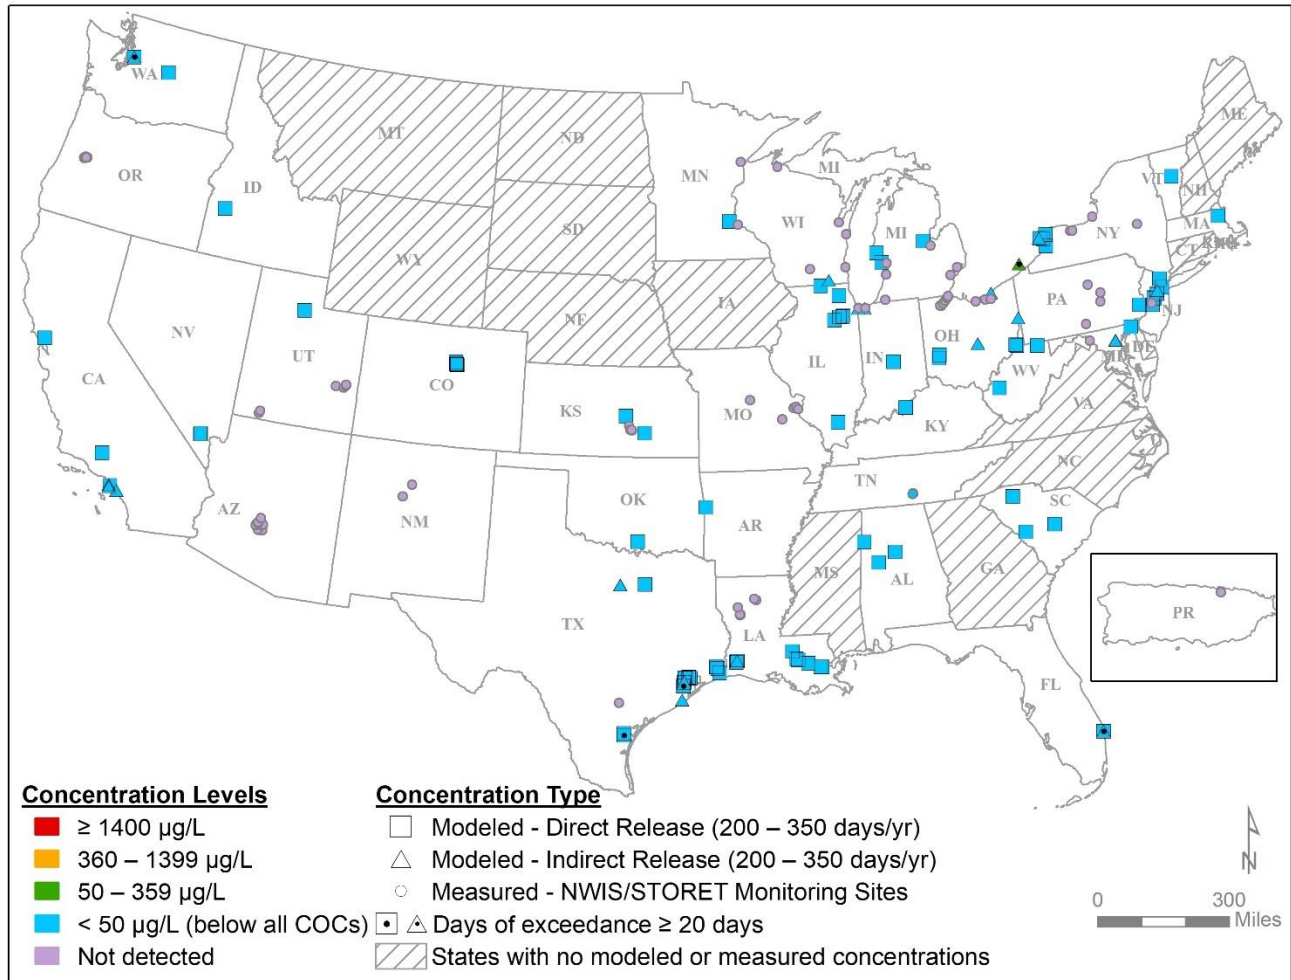 WA
MT
ND
MN
MI
ME
VT
NH
OR
ID
SD
WI
MI
NY
MA
CT
WY
IA
PA
NJ
NE
NV
UT
CO
IL
IN
OH
MD
DE
WV
CA
KS
MO
KY
VA
OK
TN
NC
AZ
NM
AR
SC
MS
AL
GA
TX
LA
FL
PR
Concentration Levels
≥ 1400 µg/L
360 – 1399 µg/L
50 – 359 µg/L
< 50 µg/L (below all COCs)
Not detected
Concentration Type
Modeled - Direct Release (200 – 350 days/yr)
Modeled - Indirect Release (200 – 350 days/yr)
Measured - NWIS/STORET Monitoring Sites
Days of exceedance ≥ 20 days
States with no modeled or measured concentrations
N
0 300
Miles